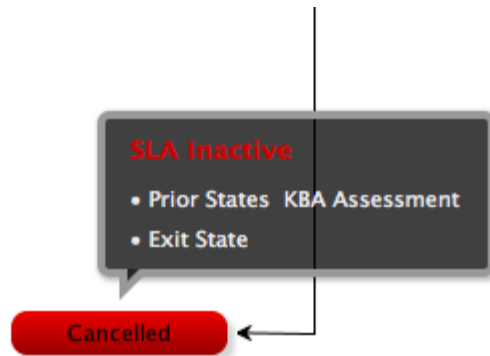 SLA Inactive
• Prior States  KBA Assessment
• Exit State
Cancelled